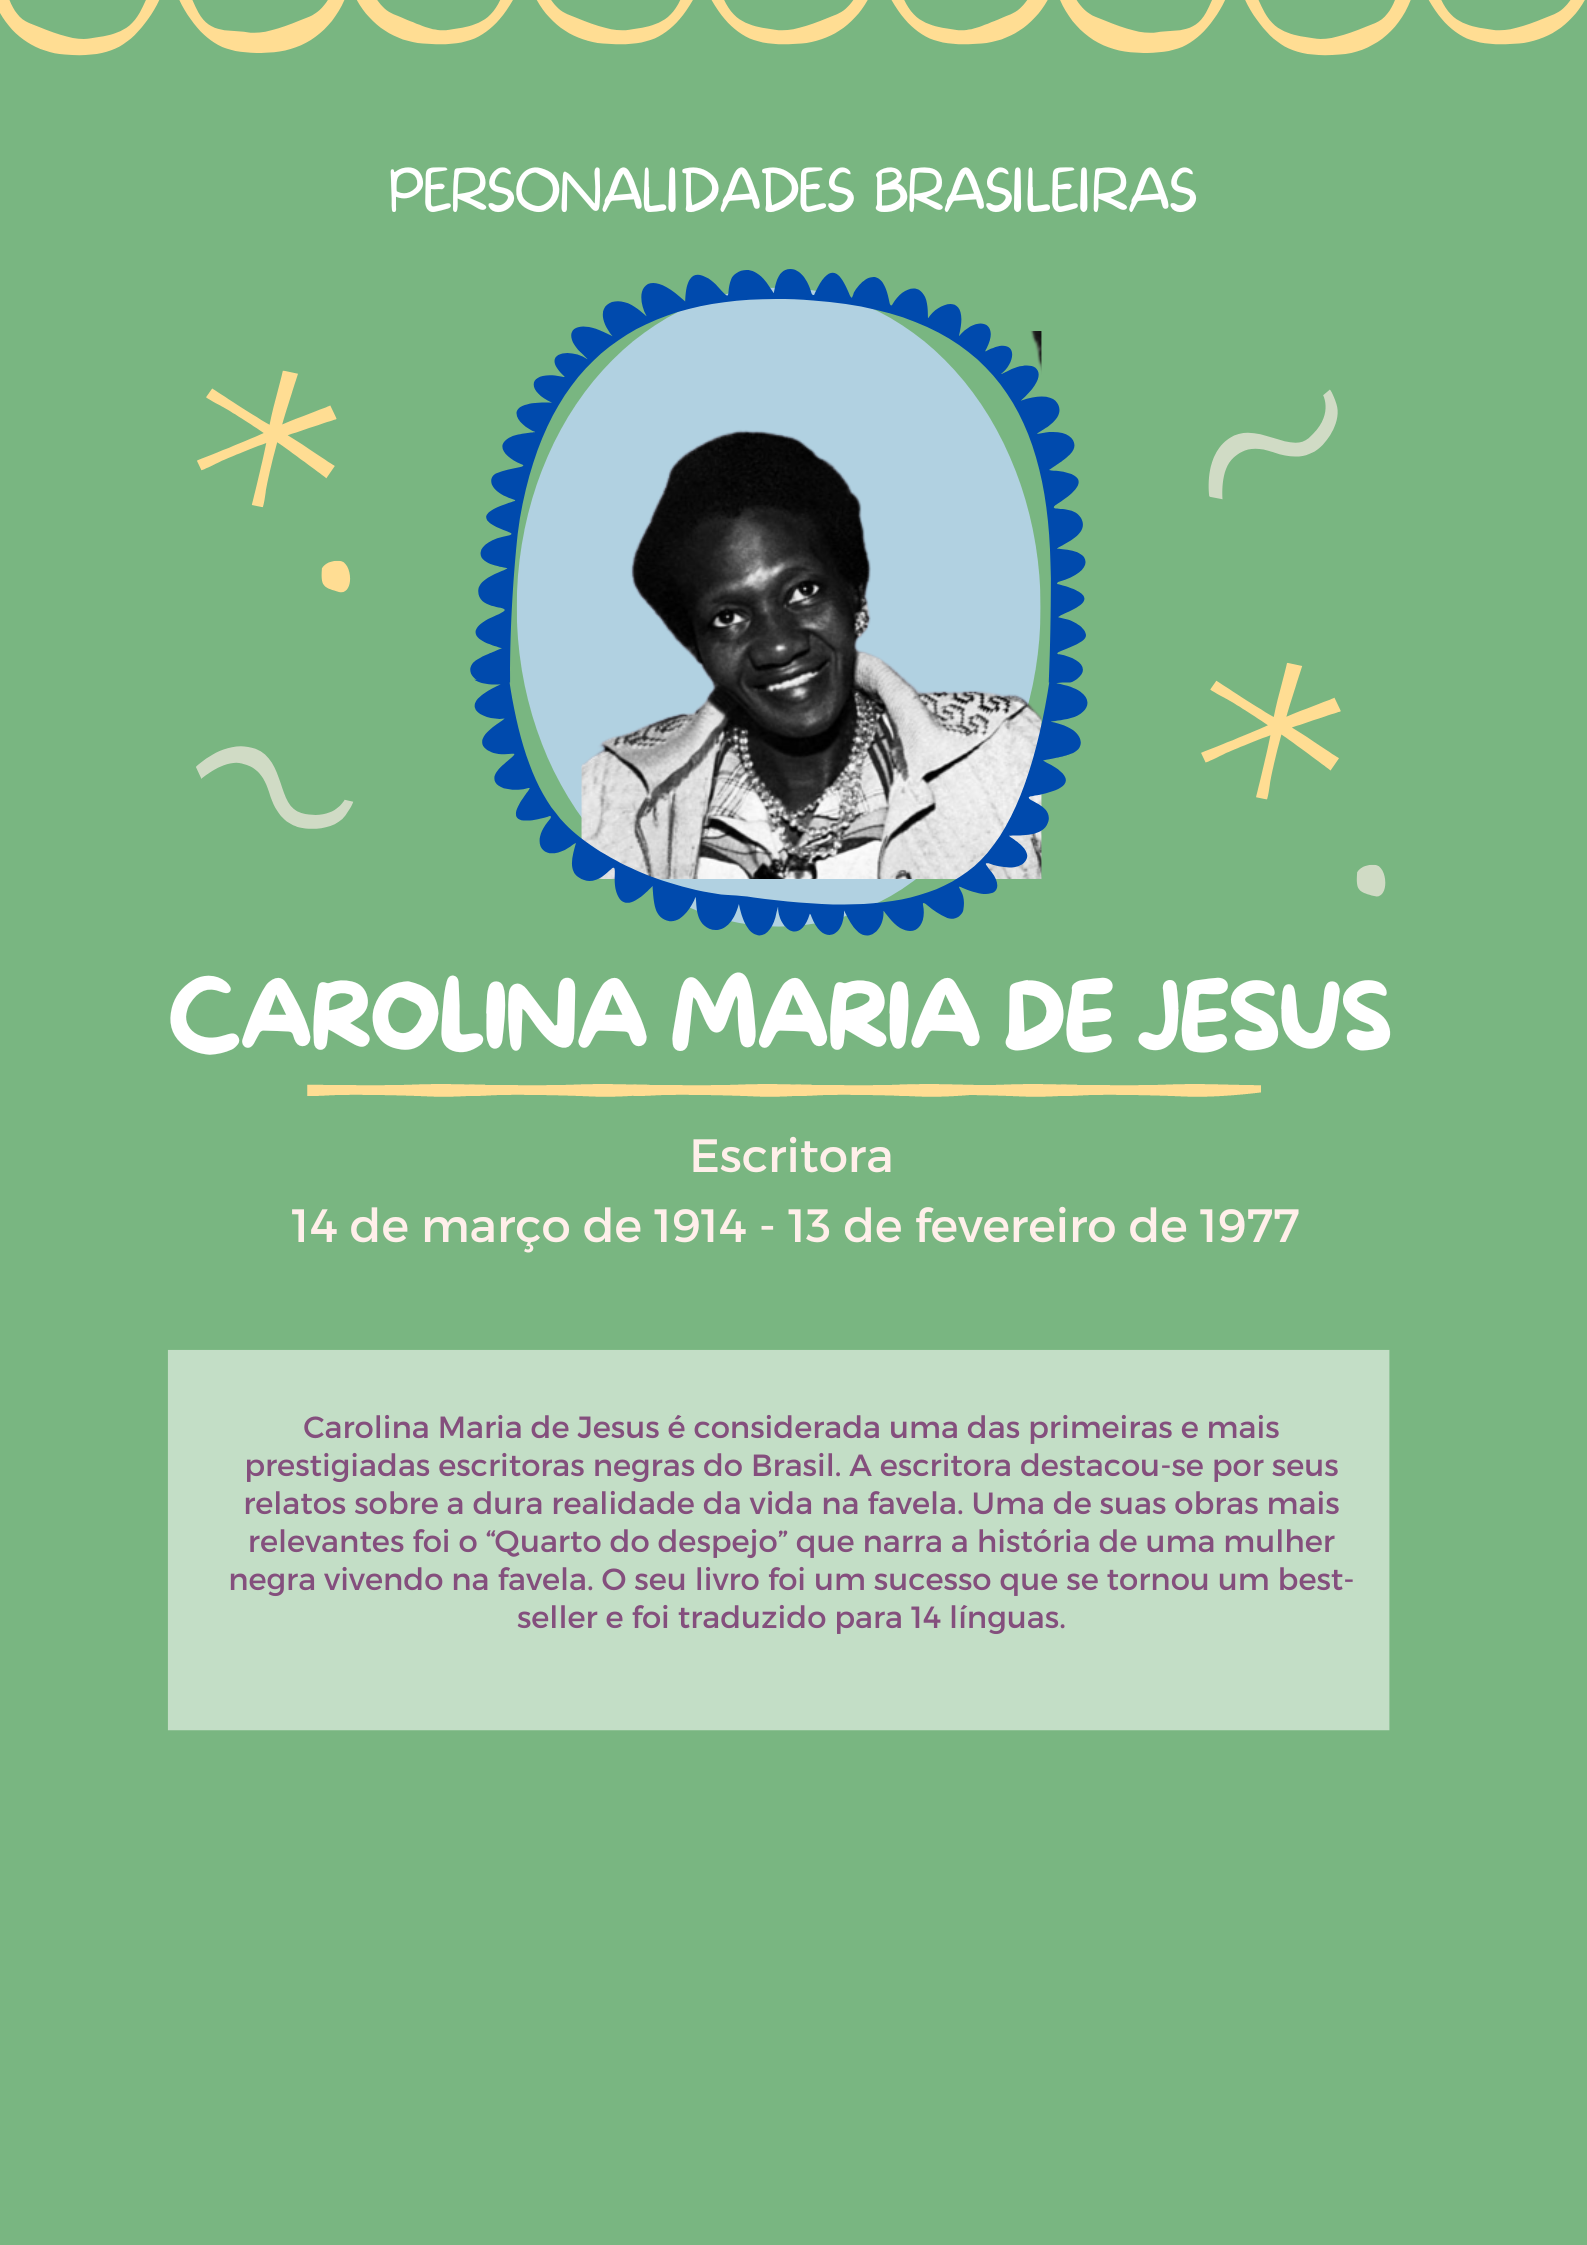 PERSONALIDADES BRASILEIRAS
CAROLINA MARIA DE JESUS
Escritora
14 de março de 1914 - 13 de fevereiro de 1977
Carolina Maria de Jesus é considerada uma das primeiras e mais
prestigiadas escritoras negras do Brasil. A escritora destacou-se por seus
relatos sobre a dura realidade da vida na favela. Uma de suas obras mais
relevantes foi o “Quarto do despejo” que narra a história de uma mulher
negra vivendo na favela. O seu livro foi um sucesso que se tornou um best-
seller e foi traduzido para 14 línguas.